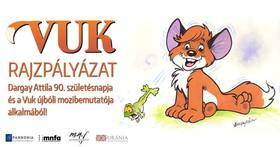 VUK
RAJZPÁLYÁZAT
Dargay Attila 90. születésnapja
és a Vuk újbóli mozibemutatója
alkalmából!
PANNONIA
mnfa
URÁNIA